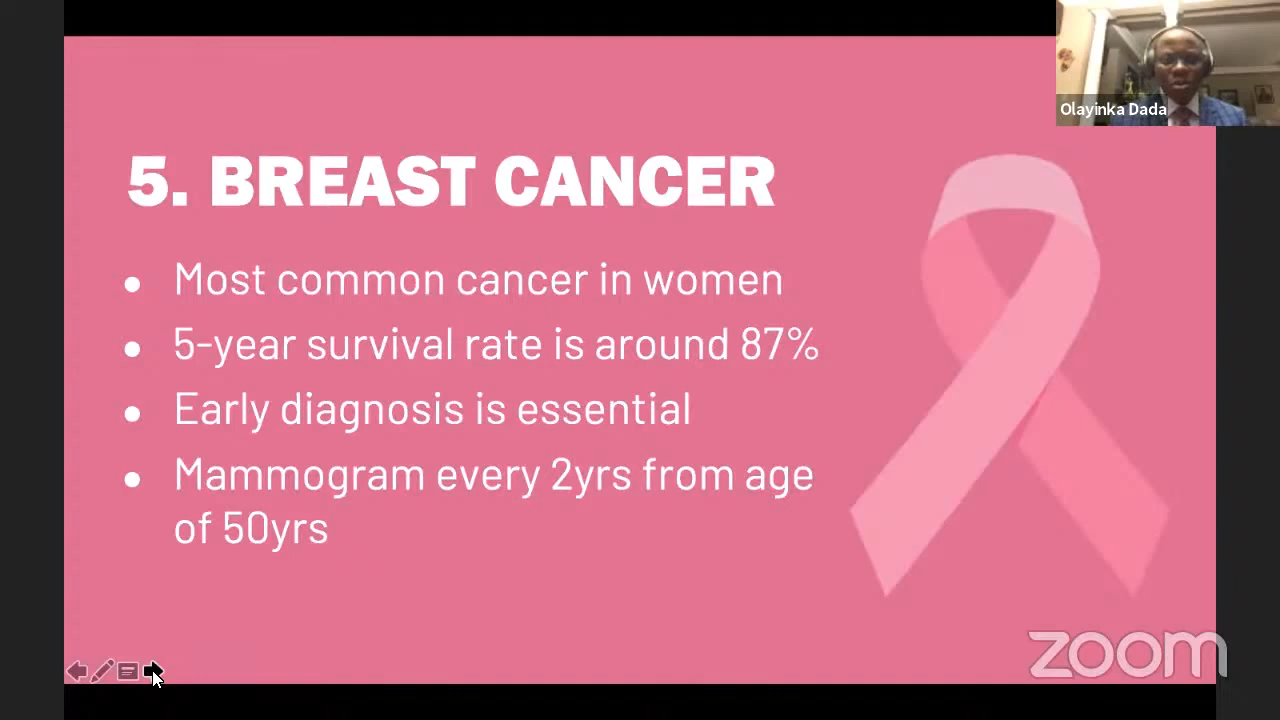 Olayinka Dada
5. BREAST CANCER
● Most common cancer in women
● 5-year survival rate is around 87%
● Early diagnosis is essential
● Mammogram every 2yrs from age
of 50yrs
zoom